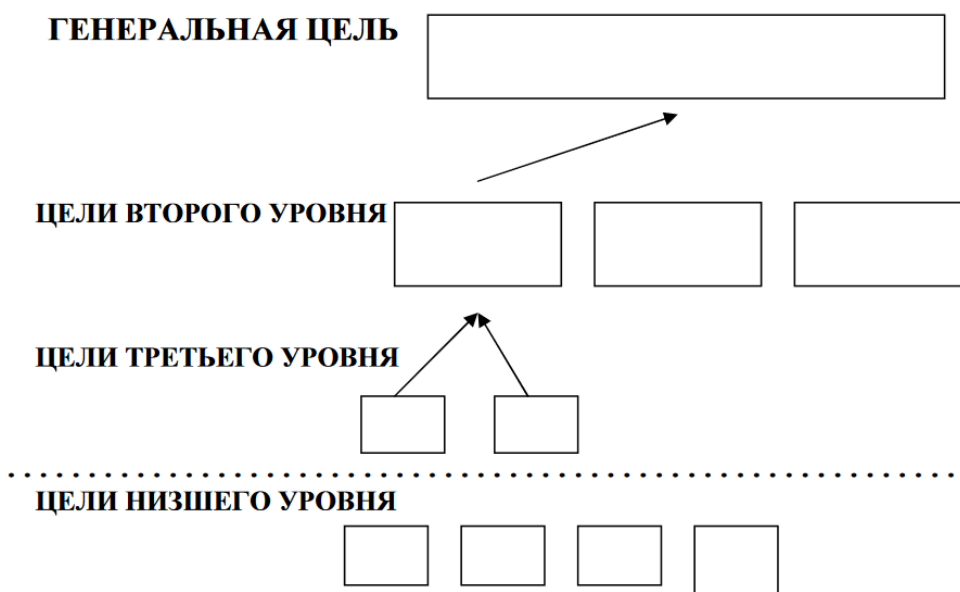 ГЕНЕРАЛЬНАЯ ЦЕЛЬ
ЦЕЛИ ВТОРОГО УРОВНЯ
ЦЕЛИ ТРЕТЬЕГО УРОВНЯ
ЦЕЛИ НИЗШЕГО УРОВНЯ